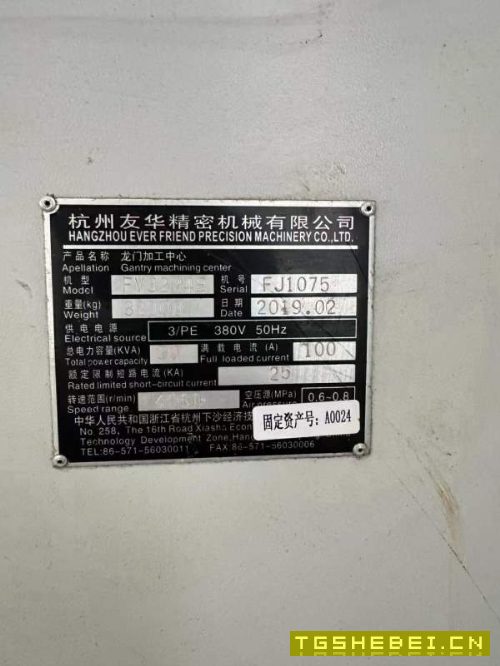 杭州友华精密机械有限公司
HANGZHOU EVER FRIEND PRECISION MACHINERY CO.,LTD.
产品名称 龙门加工中心
Apellation Gantry machining center
机型 机号
Model Serial FJ1075
重量(kg) 日期
Weight Date 2019.02
供电电源
Electrical source 3/PE 380V 50Hz
总电力容量(KVA) 满载电流(A)
Total power capacity Full loaded current 100
额定限制短路电流(KA)
Rated limited short-circuit current 25
转速范围(r/min) 空压源(MPa)
Speed range 0.6-0.8
中华人民共和国浙江省杭州下沙经济技
No. 258, The 16th Road Xiasha Econ
Technology Development Zone, Han
TEL:86-571-56030011 FAX:86-571-56030006
固定资产号: A0024
TGSHEBEI.CN